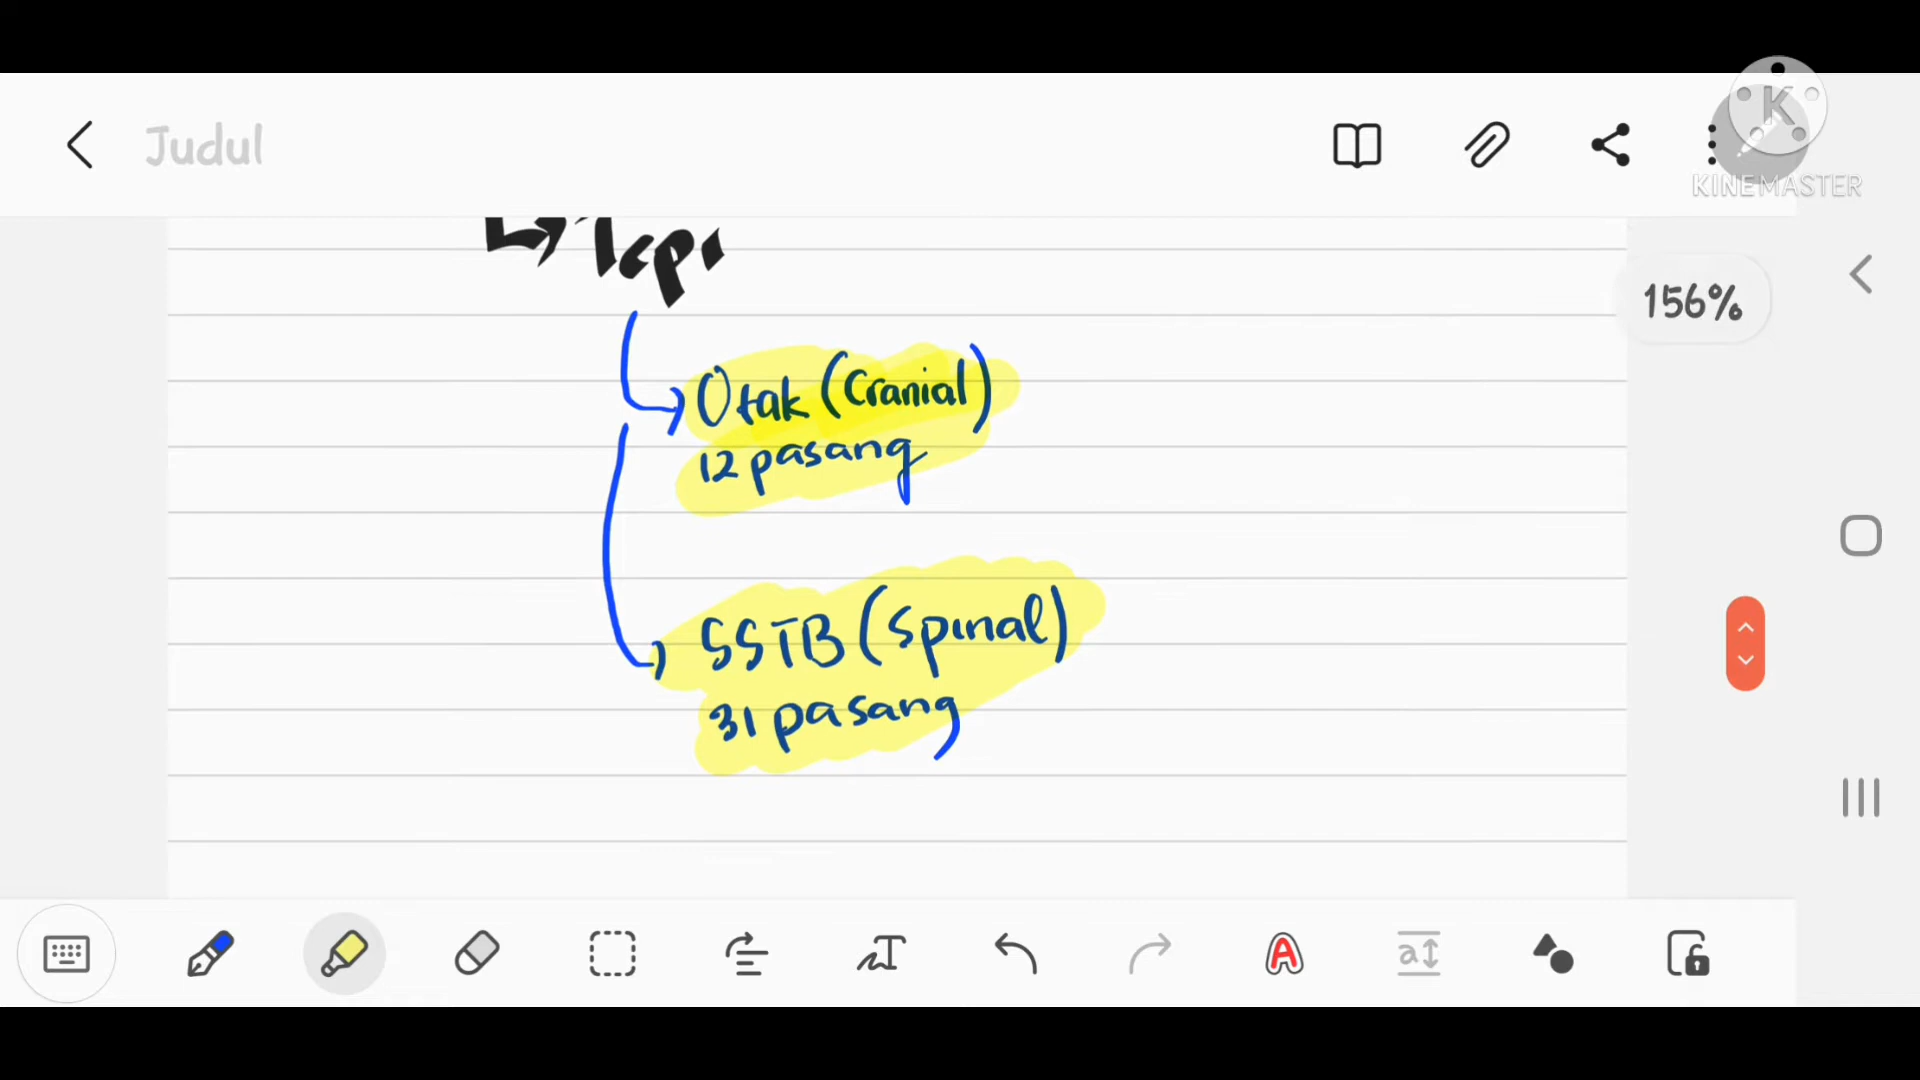 Judul
KINEMASTER
156%
Otak (Cranial)
12 pasang
SSTB (Spinal)
31 pasang